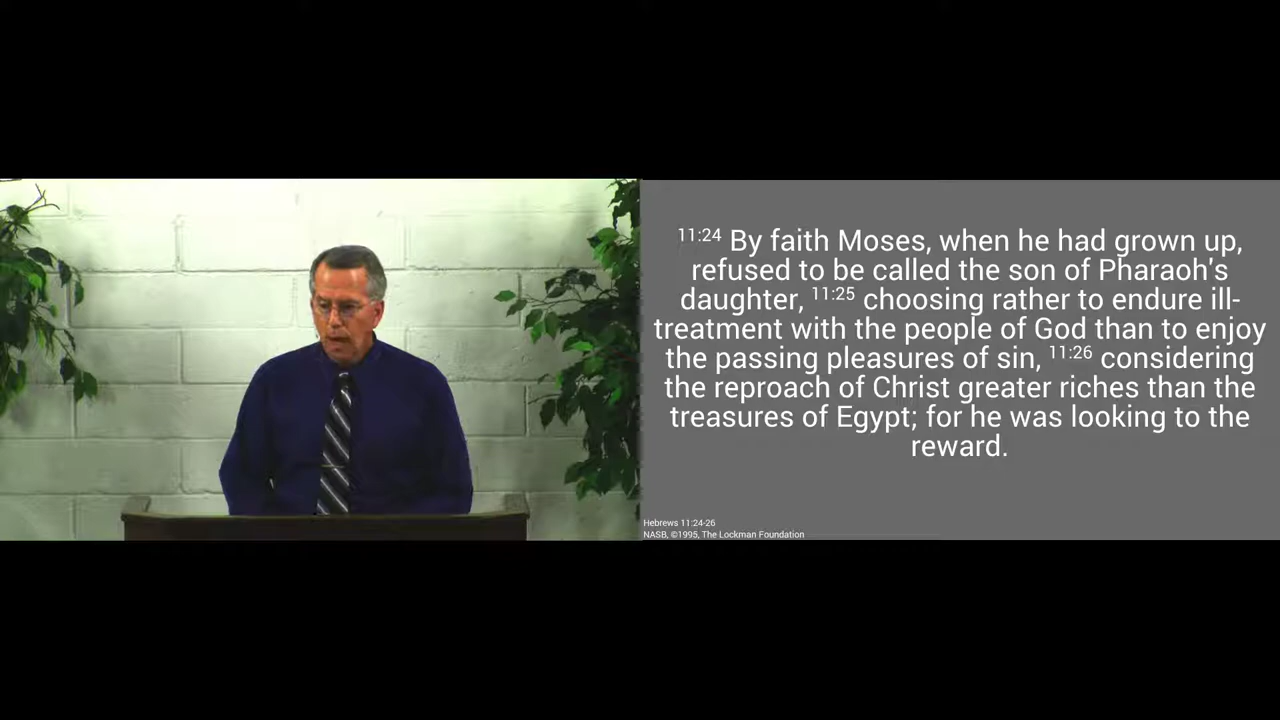 11:24 By faith Moses, when he had grown up,
refused to be called the son of Pharaoh's
daughter, 11:25 choosing rather to endure ill-
treatment with the people of God than to enjoy
the passing pleasures of sin, 11:26 considering
the reproach of Christ greater riches than the
treasures of Egypt; for he was looking to the
reward.
Hebrews 11:24-26
NASB, ©1995, The Lockman Foundation